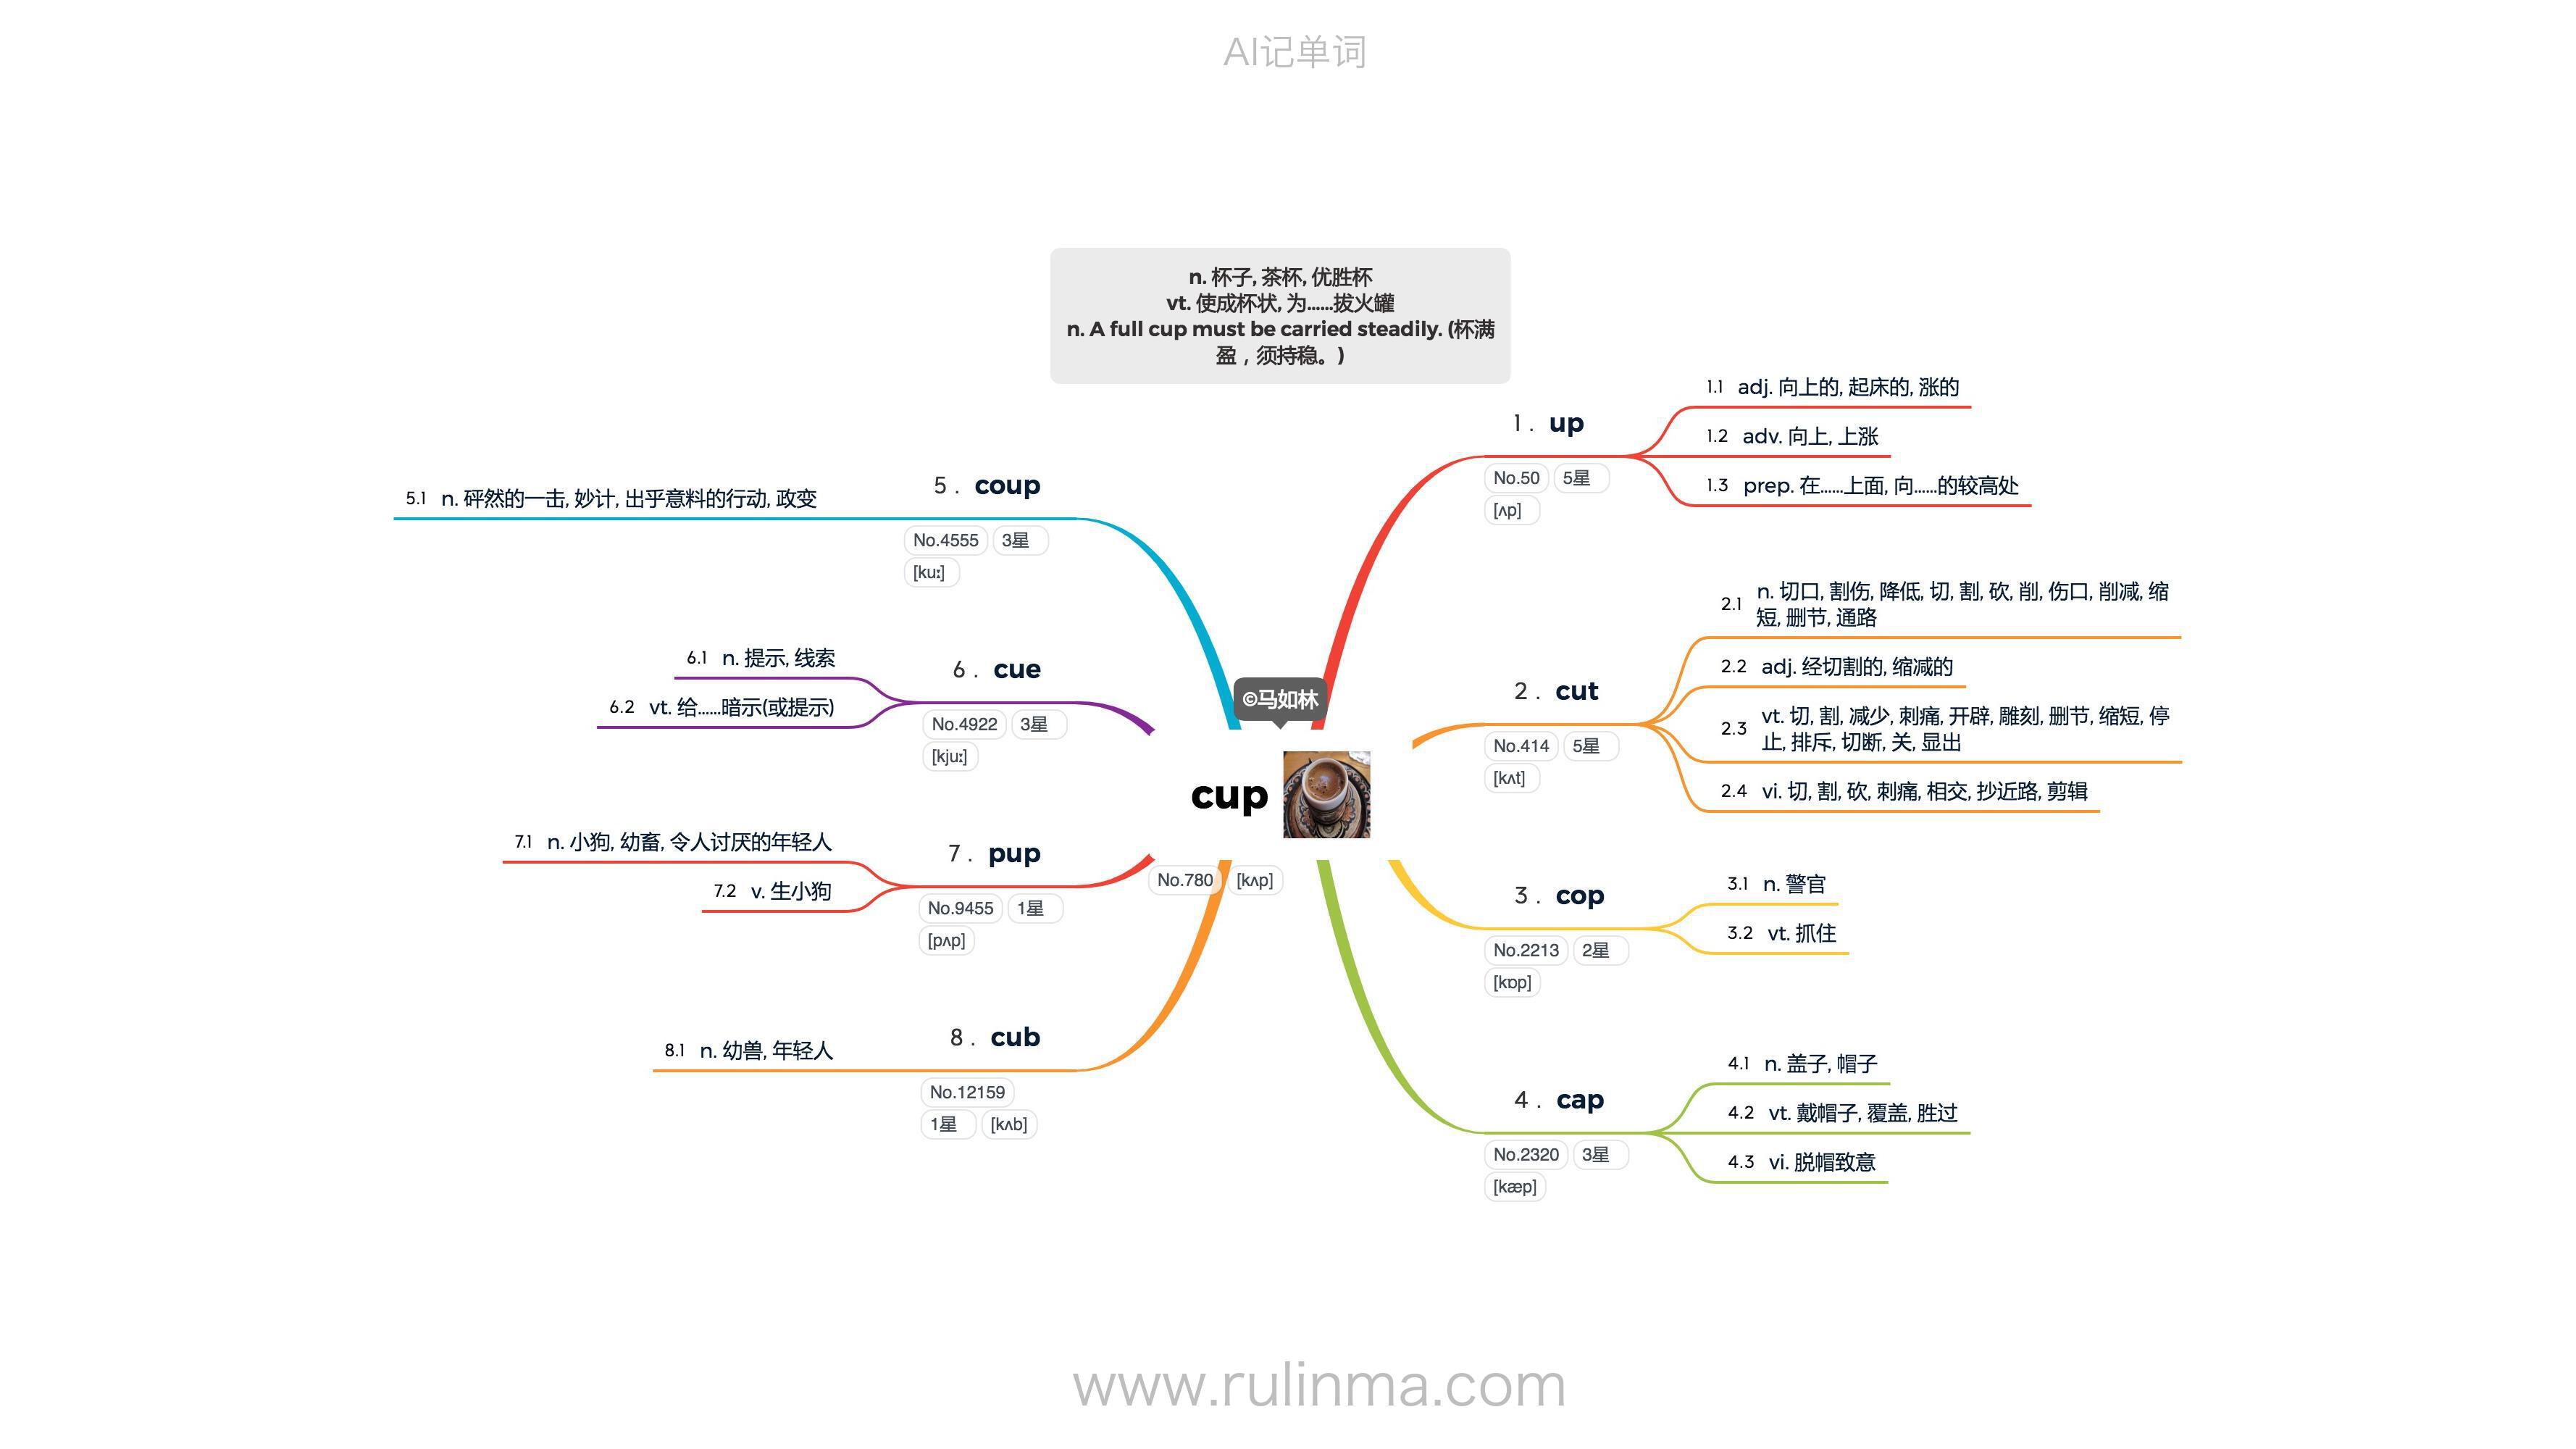 AI记单词
n. 杯子, 茶杯, 优胜杯
vt. 使成杯状, 为......拔火罐
n. A full cup must be carried steadily. (杯满
盈，须持稳。)
©马如林
cup
No.780 [kʌp]
1. up
No.50 5星
[ʌp]
1.1 adj. 向上的, 起床的, 涨的
1.2 adv. 向上, 上涨
1.3 prep. 在......上面, 向......的较高处
2. cut
No.414 5星
[kʌt]
2.1 n. 切口, 割伤, 降低, 切, 割, 砍, 削, 伤口, 削减, 缩
短, 删节, 通路
2.2 adj. 经切割的, 缩减的
2.3 vt. 切, 割, 减少, 刺痛, 开辟, 雕刻, 删节, 缩短, 停
止, 排斥, 切断, 关, 显出
2.4 vi. 切, 割, 砍, 刺痛, 相交, 抄近路, 剪辑
3. cop
No.2213 2星
[kɒp]
3.1 n. 警官
3.2 vt. 抓住
4. cap
No.2320 3星
[kæp]
4.1 n. 盖子, 帽子
4.2 vt. 戴帽子, 覆盖, 胜过
4.3 vi. 脱帽致意
5. coup
No.4555 3星
[kuː]
5.1 n. 砰然的一击, 妙计, 出乎意料的行动, 政变
6. cue
No.4922 3星
[kjuː]
6.1 n. 提示, 线索
6.2 vt. 给......暗示(或提示)
7. pup
No.9455 1星
[pʌp]
7.1 n. 小狗, 幼畜, 令人讨厌的年轻人
7.2 v. 生小狗
8. cub
No.12159
1星 [kʌb]
8.1 n. 幼兽, 年轻人
www.rulinma.com